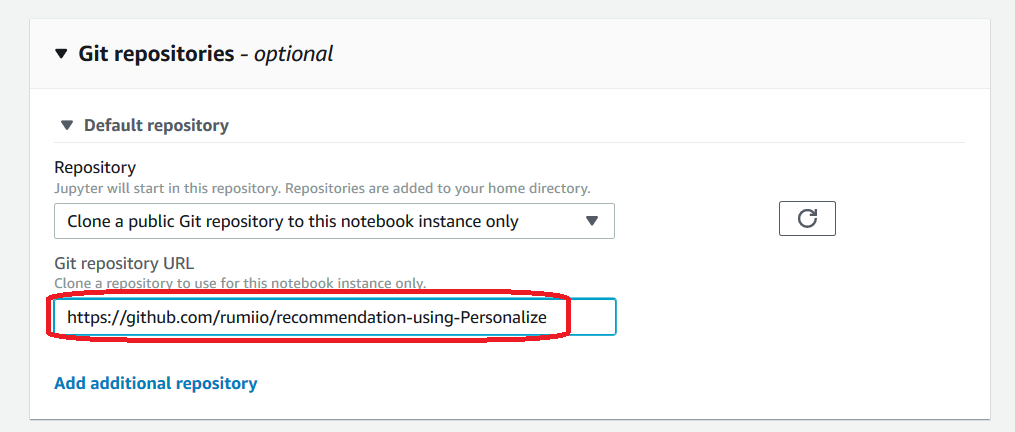 Git repositories - optional
Default repository
Repository
Jupyter will start in this repository. Repositories are added to your home directory.
Clone a public Git repository to this notebook instance only
Git repository URL
Clone a repository to use for this notebook instance only.
https://github.com/rumiio/recommendation-using-Personalize
Add additional repository